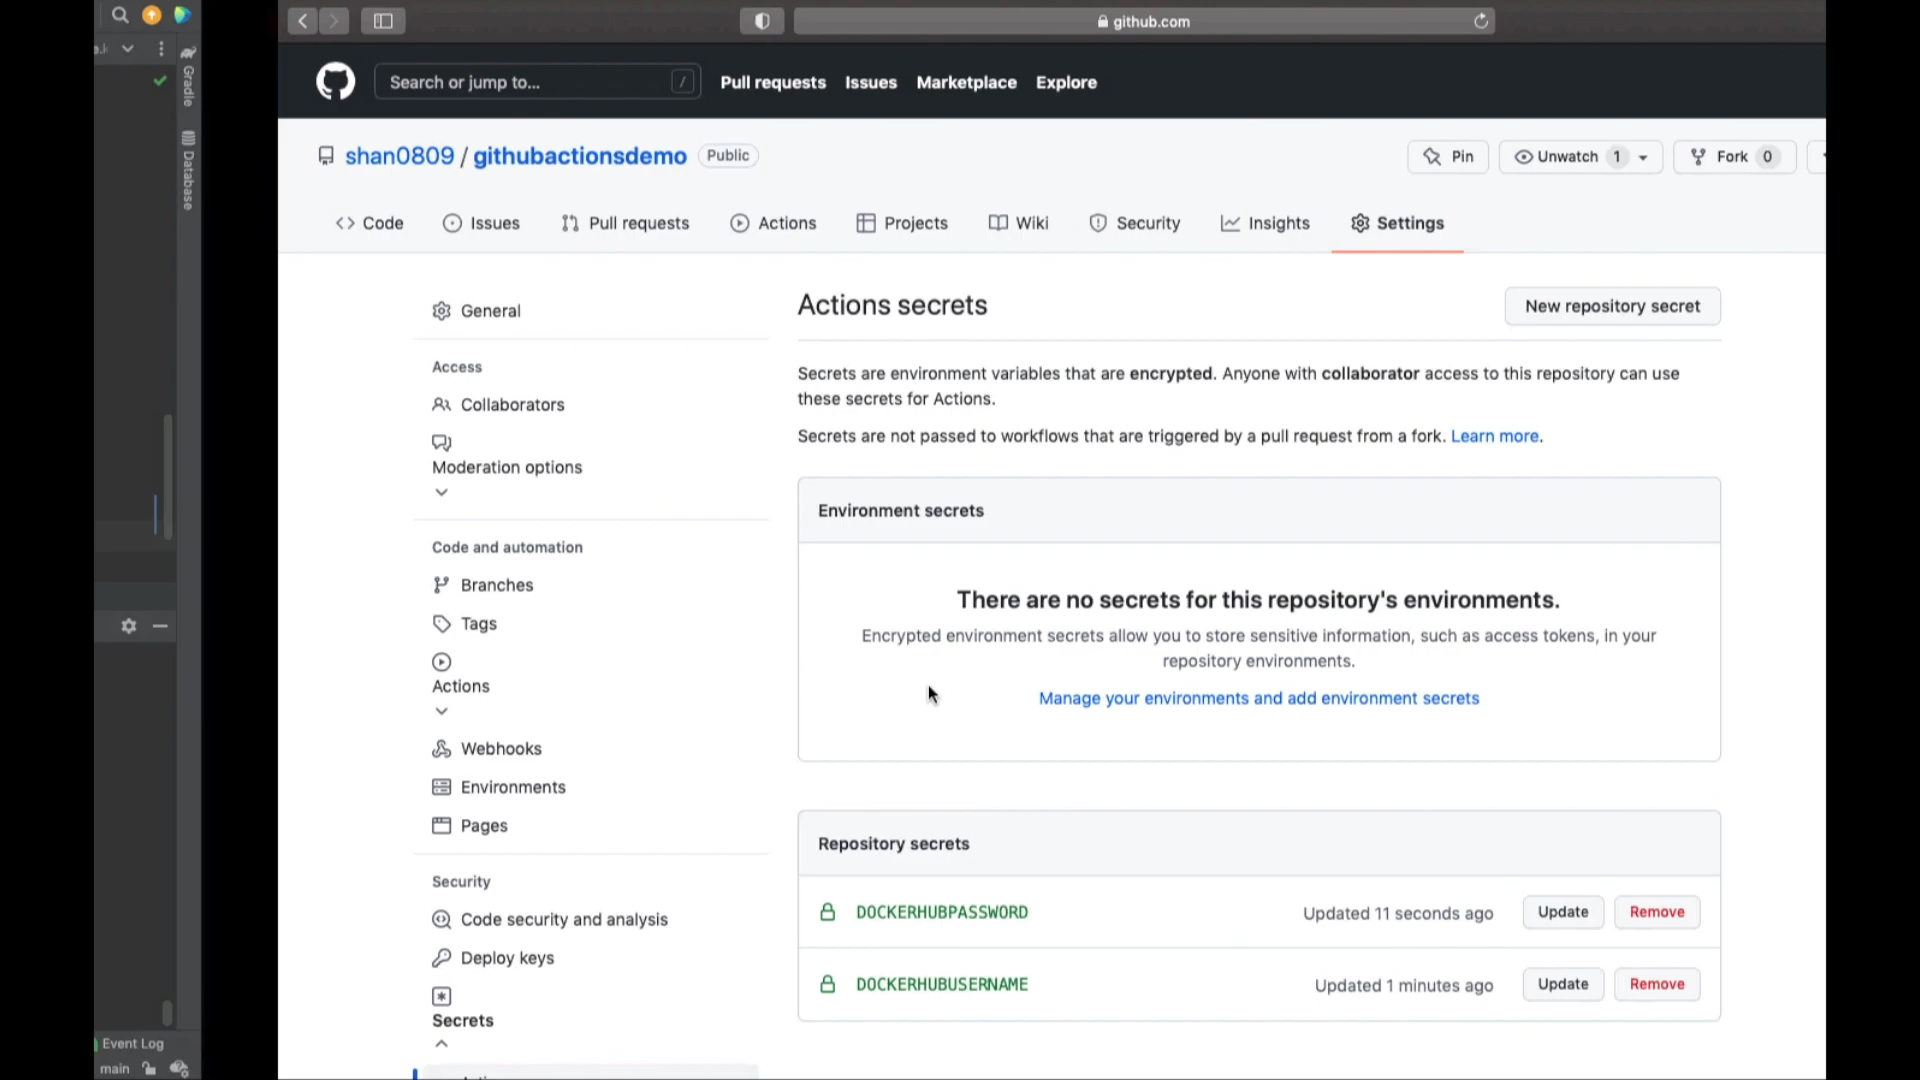 github.com
Gradle
Database
Search or jump to... /
Pull requests Issues Marketplace Explore
shan0809 / githubactionsdemo Public
Pin Unwatch 1 Fork 0
Code Issues Pull requests Actions Projects Wiki Security Insights Settings
General
Access
Collaborators
Moderation options
Code and automation
Branches
Tags
Actions
Webhooks
Environments
Pages
Security
Code security and analysis
Deploy keys
Secrets
Actions secrets
New repository secret
Secrets are environment variables that are encrypted. Anyone with collaborator access to this repository can use
these secrets for Actions.
Secrets are not passed to workflows that are triggered by a pull request from a fork. Learn more.
Environment secrets
There are no secrets for this repository's environments.
Encrypted environment secrets allow you to store sensitive information, such as access tokens, in your
repository environments.
Manage your environments and add environment secrets
Repository secrets
DOCKERHUBPASSWORD Updated 11 seconds ago Update Remove
DOCKERHUBUSERNAME Updated 1 minutes ago Update Remove
Event Log
main